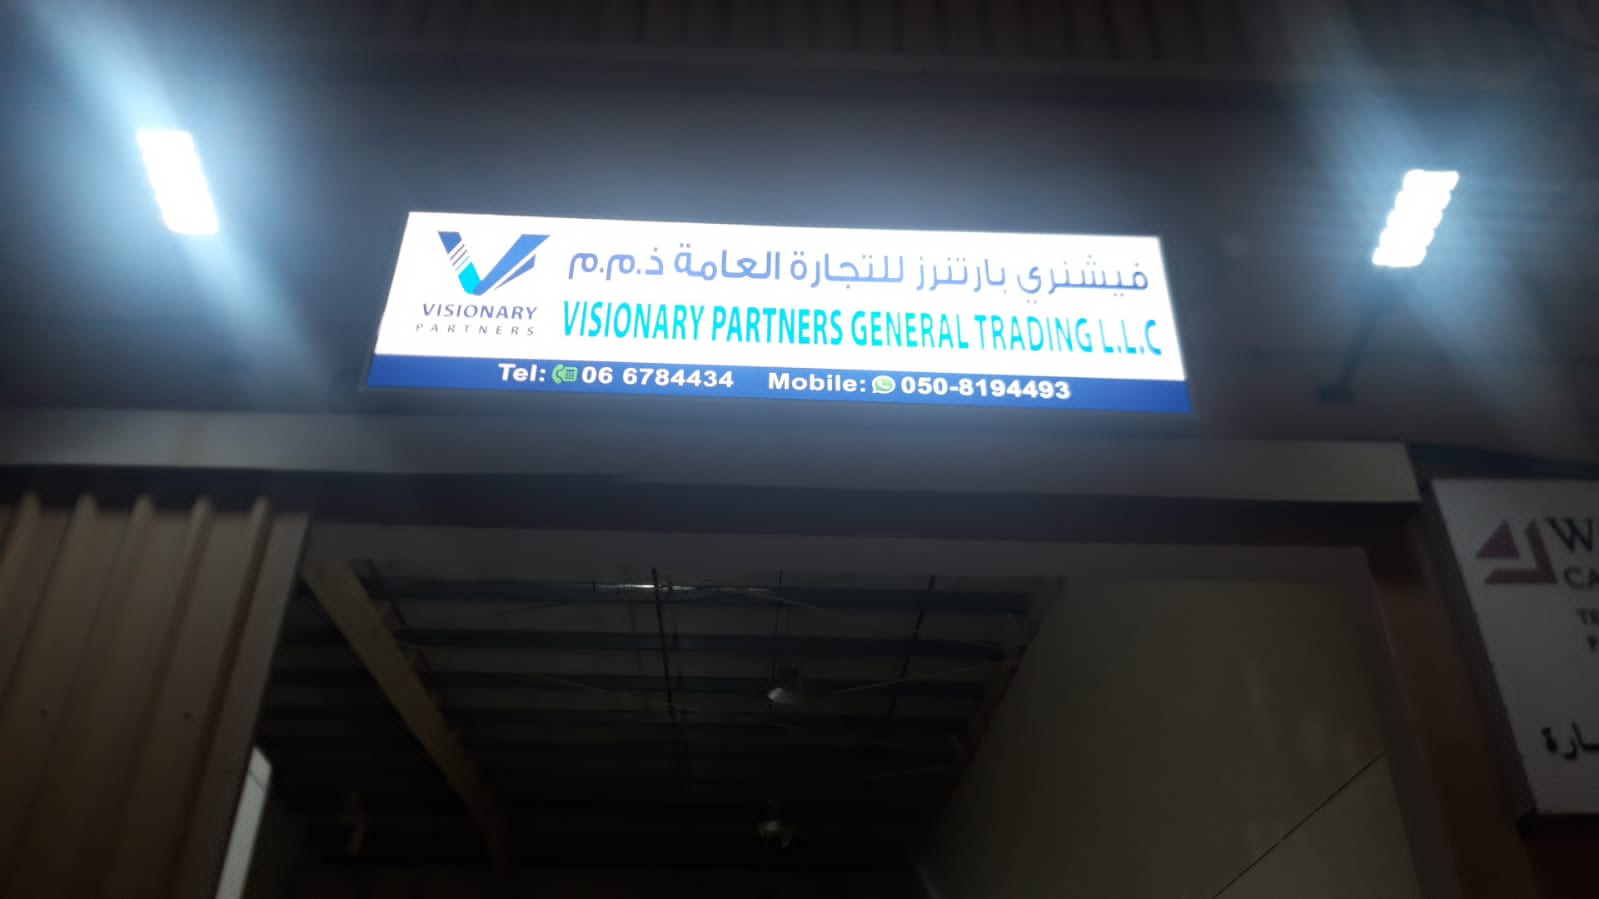 فيشنري بارتنرز للتجارة العامة ذ.م.م
VISIONARY
PARTNERS
VISIONARY PARTNERS GENERAL TRADING L.L.C
Tel: 06 6784434 Mobile: 050-8194493